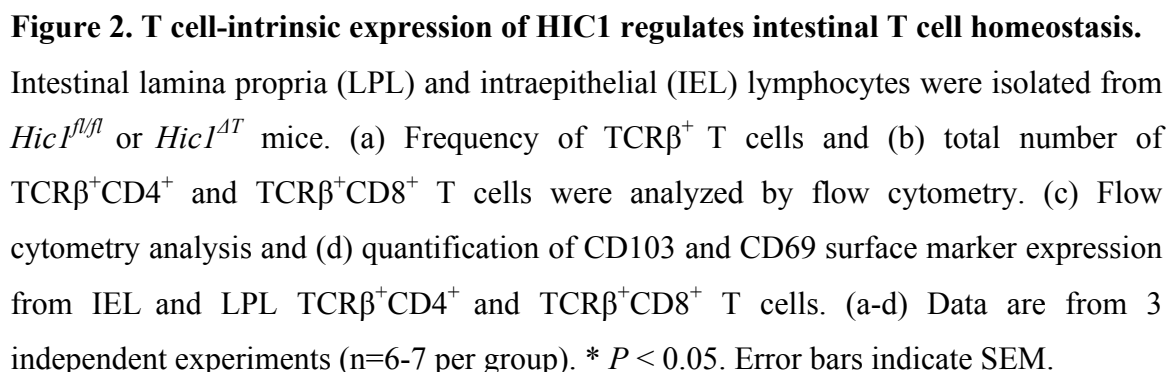 Figure 2. T cell-intrinsic expression of HIC1 regulates intestinal T cell homeostasis.
Intestinal lamina propria (LPL) and intraepithelial (IEL) lymphocytes were isolated from
Hic1^fl/fl or Hic1^ΔT mice. (a) Frequency of TCRβ⁺ T cells and (b) total number of
TCRβ⁺CD4⁺ and TCRβ⁺CD8⁺ T cells were analyzed by flow cytometry. (c) Flow
cytometry analysis and (d) quantification of CD103 and CD69 surface marker expression
from IEL and LPL TCRβ⁺CD4⁺ and TCRβ⁺CD8⁺ T cells. (a-d) Data are from 3
independent experiments (n=6-7 per group). * P < 0.05. Error bars indicate SEM.